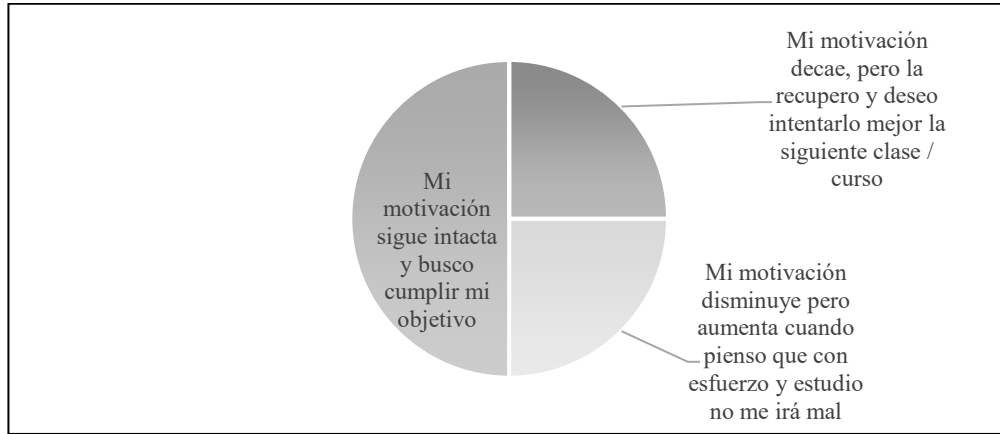 Mi motivación
decae, pero la
recupero y deseo
intentarlo mejor la
siguiente clase /
curso
Mi
motivación
sigue intacta
y busco
cumplir mi
objetivo
Mi motivación
disminuye pero
aumenta cuando
pienso que con
esfuerzo y estudio
no me irá mal